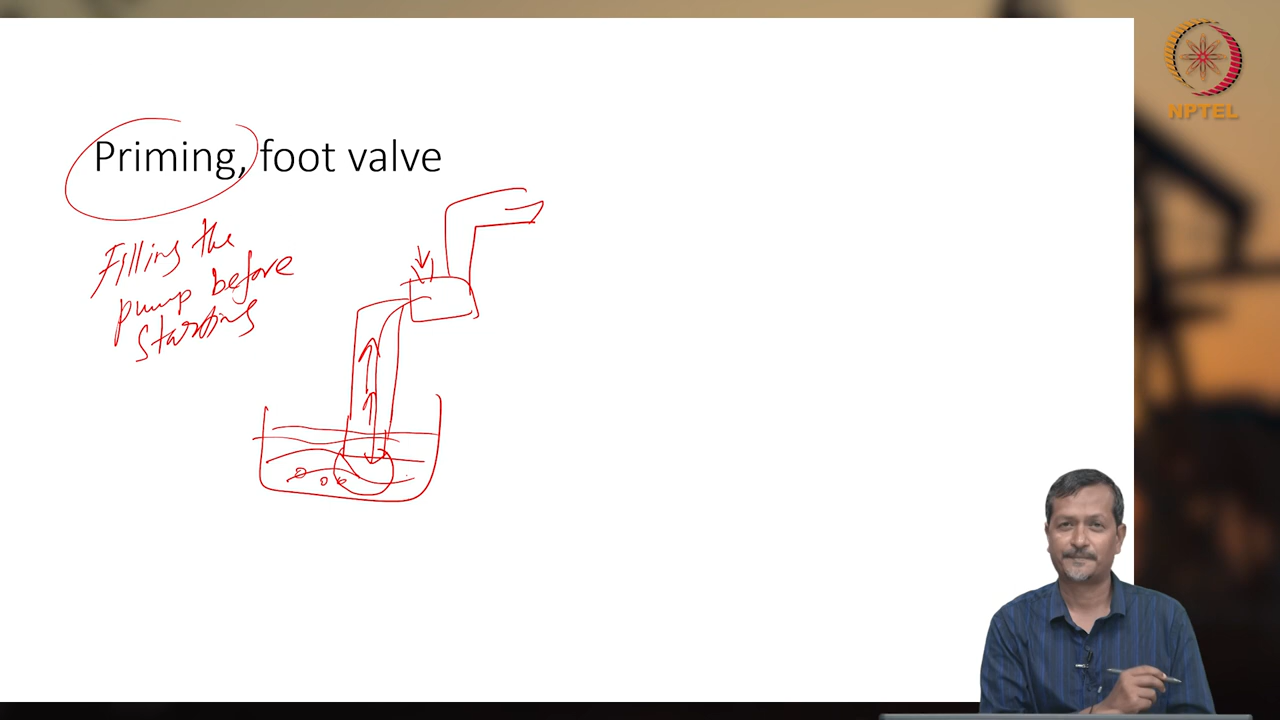 NPTEL
Priming, foot valve
Filling the
pump before
starting